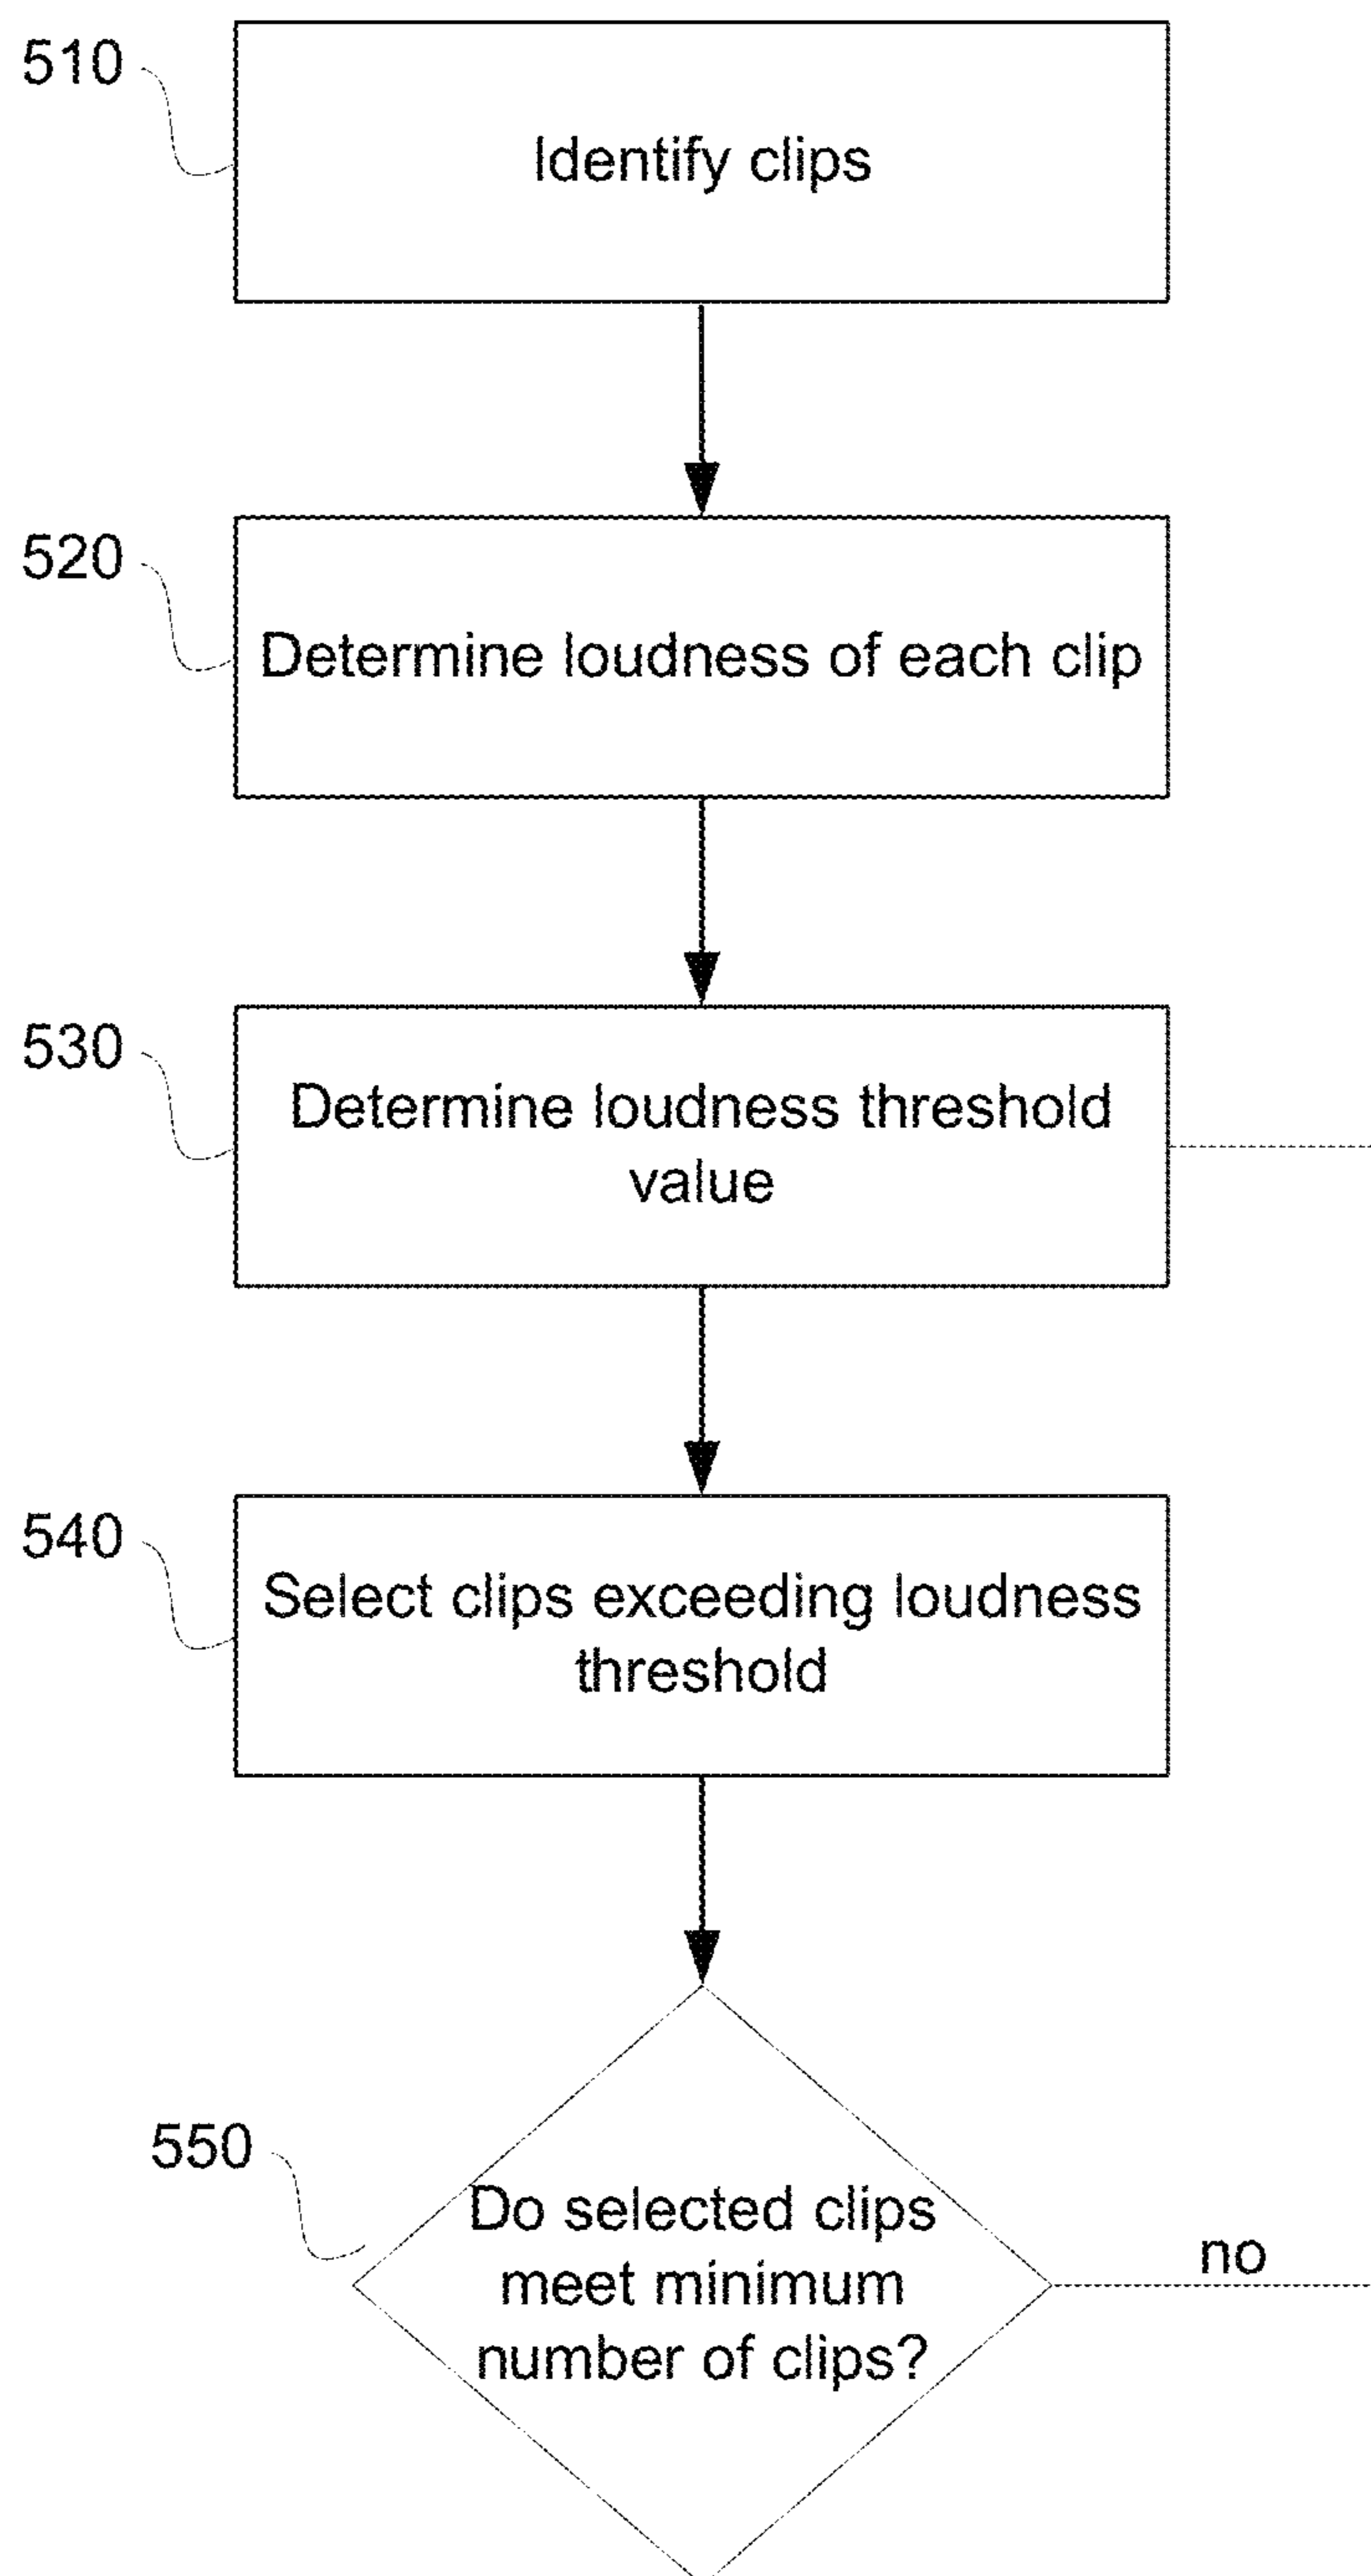 510
Identify clips
520
Determine loudness of each clip
530
Determine loudness threshold
value
540
Select clips exceeding loudness
threshold
550
Do selected clips
meet minimum
number of clips?
no